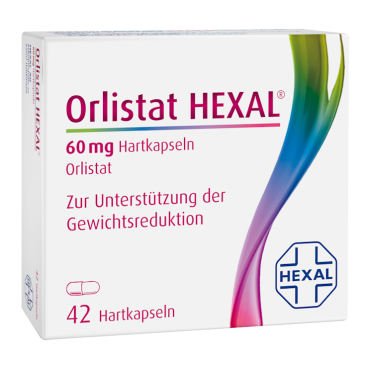 Orlistat HEXAL®
60 mg Hartkapseln
Orlistat
Zur Unterstützung der
Gewichtsreduktion
HEXAL
42 Hartkapseln